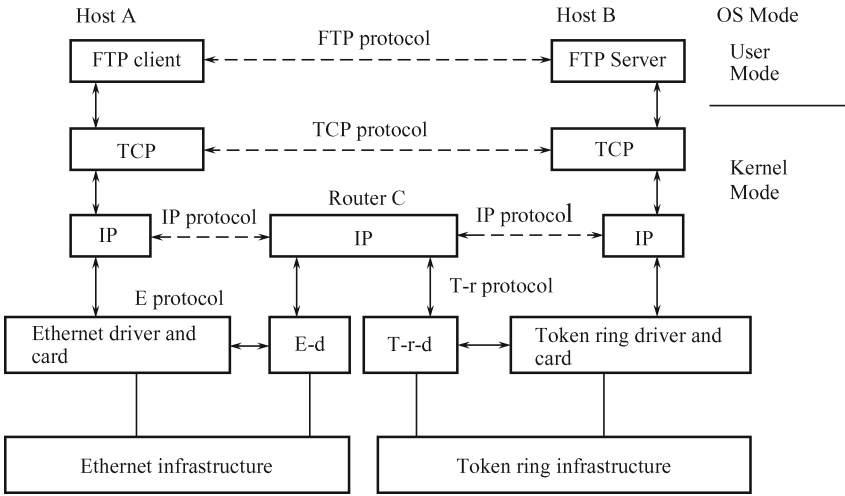 Host A
Host B
OS Mode
FTP client
FTP protocol
FTP Server
User
Mode
TCP
TCP protocol
TCP
Kernel
Mode
IP
IP protocol
Router C
IP
IP protocol
IP
E protocol
T-r protocol
Ethernet driver and
card
E-d
T-r-d
Token ring driver and
card
Ethernet infrastructure
Token ring infrastructure